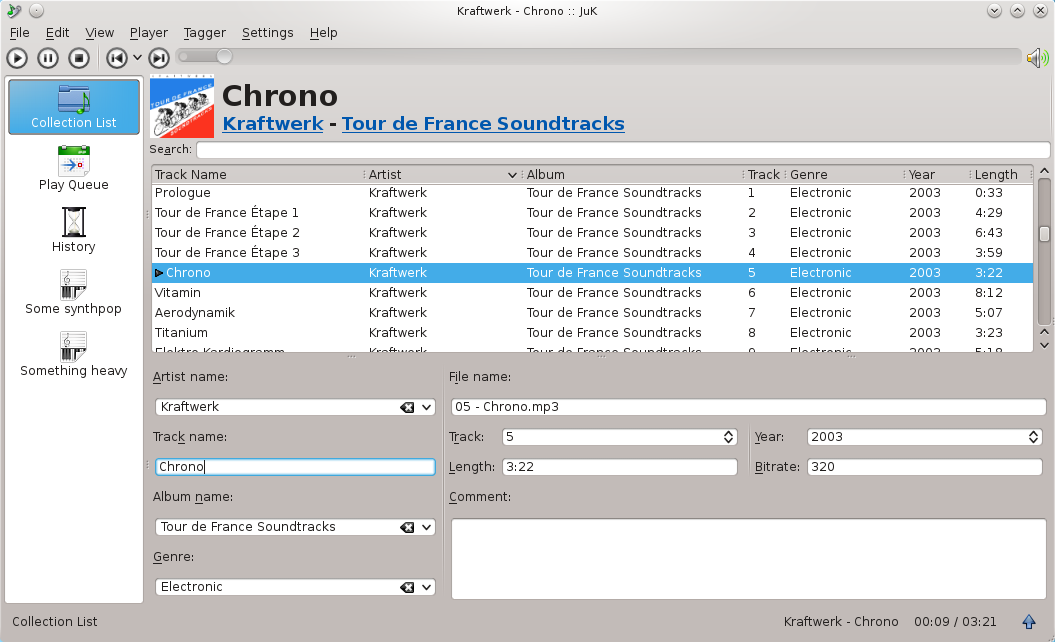 Kraftwerk - Chrono :: JuK
File Edit View Player Tagger Settings Help
Collection List
Play Queue
History
Some synthpop
Something heavy
TOUR DE FRANCE
Chrono
Kraftwerk - Tour de France Soundtracks
Search:
Track Name Artist Album Track Genre Year Length
Prologue Kraftwerk Tour de France Soundtracks 1 Electronic 2003 0:33
Tour de France Étape 1 Kraftwerk Tour de France Soundtracks 2 Electronic 2003 4:29
Tour de France Étape 2 Kraftwerk Tour de France Soundtracks 3 Electronic 2003 6:43
Tour de France Étape 3 Kraftwerk Tour de France Soundtracks 4 Electronic 2003 3:59
Chrono Kraftwerk Tour de France Soundtracks 5 Electronic 2003 3:22
Vitamin Kraftwerk Tour de France Soundtracks 6 Electronic 2003 8:12
Aerodynamik Kraftwerk Tour de France Soundtracks 7 Electronic 2003 5:07
Titanium Kraftwerk Tour de France Soundtracks 8 Electronic 2003 3:23
Elektro Kardiogramm Kraftwerk Tour de France Soundtracks 9 Electronic 2003 5:18
Artist name:
Kraftwerk
Track name:
Chrono
Album name:
Tour de France Soundtracks
Genre:
Electronic
File name:
05 - Chrono.mp3
Track: 5 Year: 2003
Length: 3:22 Bitrate: 320
Comment:
Collection List Kraftwerk - Chrono 00:09 / 03:21